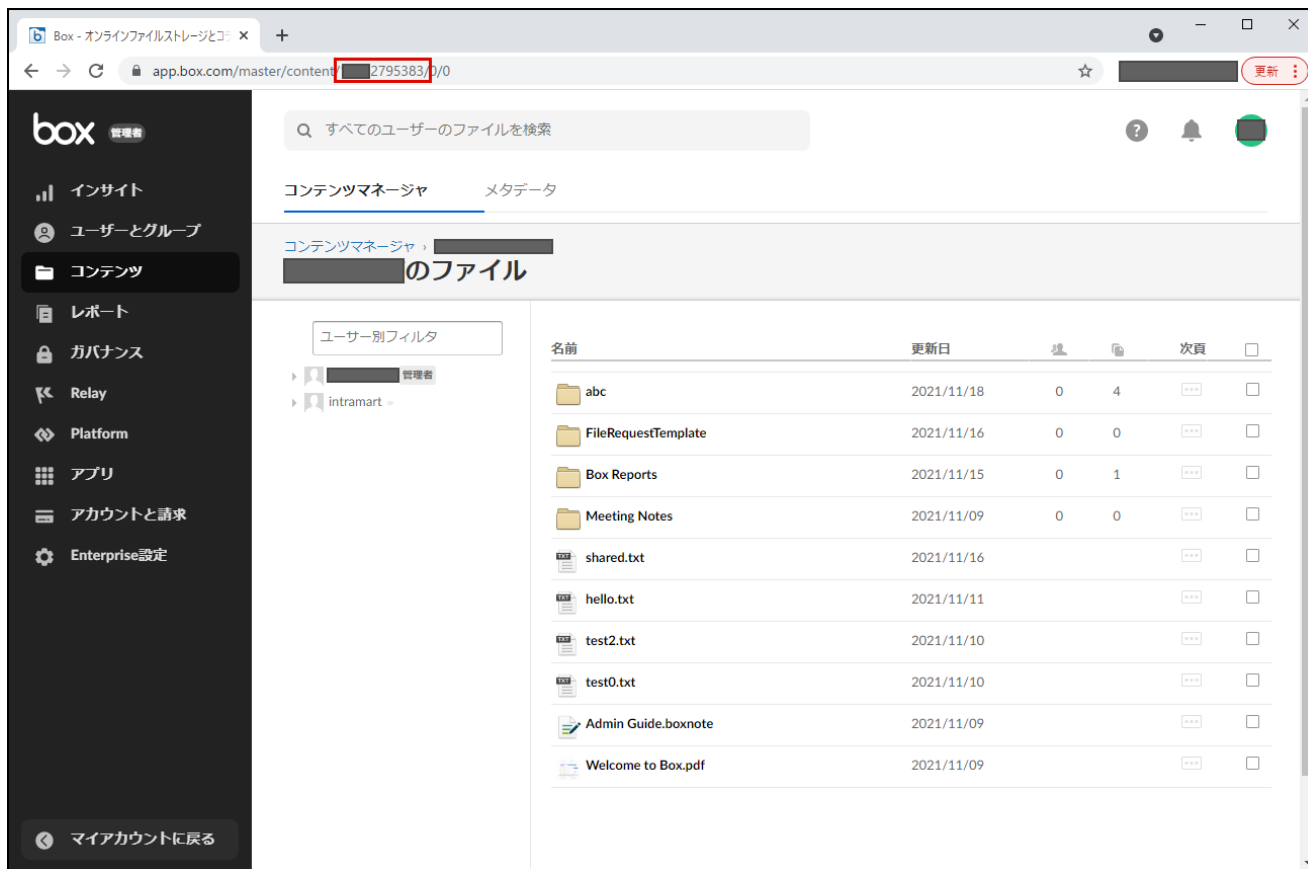 Box - オンラインファイルストレージとコラ
app.box.com/master/content/ 2795383/0/0
更新
box 管理者
すべてのユーザーのファイルを検索
インサイト
ユーザーとグループ
コンテンツ
レポート
ガバナンス
Relay
Platform
アプリ
アカウントと請求
Enterprise設定
マイアカウントに戻る
コンテンツマネージャ メタデータ
コンテンツマネージャ ›
のファイル
ユーザー別フィルタ
管理者
intramart
名前 更新日 次頁
abc 2021/11/18 0 4
FileRequestTemplate 2021/11/16 0 0
Box Reports 2021/11/15 0 1
Meeting Notes 2021/11/09 0 0
shared.txt 2021/11/16
hello.txt 2021/11/11
test2.txt 2021/11/10
test0.txt 2021/11/10
Admin Guide.boxnote 2021/11/09
Welcome to Box.pdf 2021/11/09